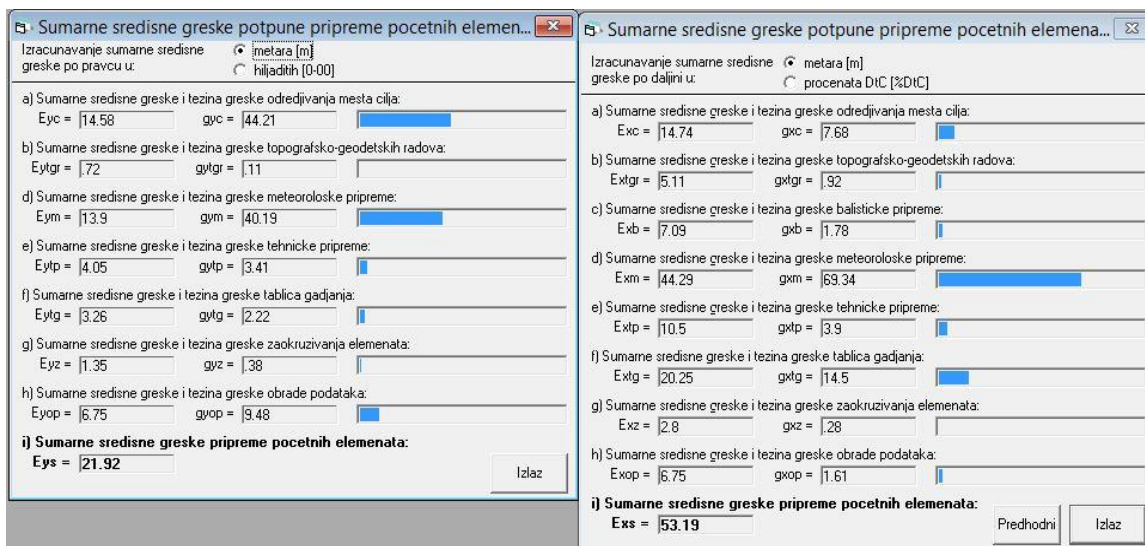 Sumarne sredisne greske potpune pripreme pocetnih elemen...
Izracunavanje sumarne sredisne
greske po pravcu u:
metara [m]
hiljaditih [0-00]
a) Sumarne sredisne greske i tezina greske odredjivanja mesta cilja:
Eyc = 14.58 gyc = 44.21
b) Sumarne sredisne greske i tezina greske topografsko-geodetskih radova:
Eytgr = .72 gytgr = .11
d) Sumarne sredisne greske i tezina greske meteoroloske pripreme:
Eym = 13.9 gym = 40.19
e) Sumarne sredisne greske i tezina greske tehnicke pripreme:
Eytp = 4.05 gytp = 3.41
f) Sumarne sredisne greske i tezina greske tablica gadjanja:
Eytg = 3.26 gytg = 2.22
g) Sumarne sredisne greske i tezina greske zaokruzivanja elemenata:
Eyz = 1.35 gyz = .38
h) Sumarne sredisne greske i tezina greske obrade podataka:
Eyop = 6.75 gyop = 9.48
i) Sumarne sredisne greske pripreme pocetnih elemenata:
Eys = 21.92
Izlaz
Sumarne sredisne greske potpune pripreme pocetnih elemena...
Izracunavanje sumarne sredisne
greske po daljini u:
metara [m]
procenata DtC [%DtC]
a) Sumarne sredisne greske i tezina greske odredjivanja mesta cilja:
Exc = 14.74 gxc = 7.68
b) Sumarne sredisne greske i tezina greske topografsko-geodetskih radova:
Extgr = 5.11 gxtgr = .92
c) Sumarne sredisne greske i tezina greske balisticke pripreme:
Exb = 7.09 gxb = 1.78
d) Sumarne sredisne greske i tezina greske meteoroloske pripreme:
Exm = 44.29 gxm = 69.34
e) Sumarne sredisne greske i tezina greske tehnicke pripreme:
Extp = 10.5 gxtp = 3.9
f) Sumarne sredisne greske i tezina greske tablica gadjanja:
Extg = 20.25 gxtg = 14.5
g) Sumarne sredisne greske i tezina greske zaokruzivanja elemenata:
Exz = 2.8 gxz = .28
h) Sumarne sredisne greske i tezina greske obrade podataka:
Exop = 6.75 gxop = 1.61
i) Sumarne sredisne greske pripreme pocetnih elemenata:
Exs = 53.19
Predhodni
Izlaz